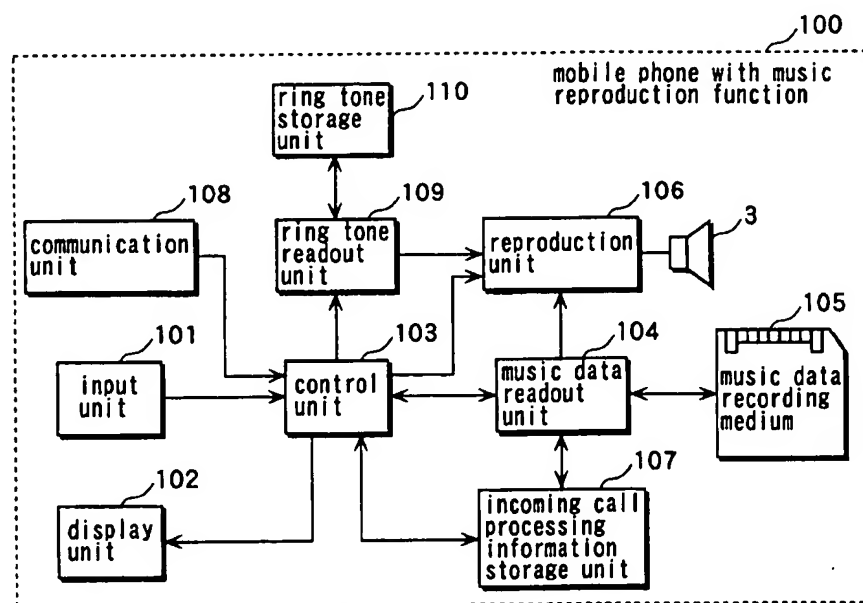 100
mobile phone with music
reproduction function
ring tone
storage
unit
110
108
communication
unit
109
ring tone
readout
unit
106
reproduction
unit
3
101
input
unit
103
control
unit
104
music data
readout
unit
105
music data
recording
medium
102
display
unit
107
incoming call
processing
information
storage unit